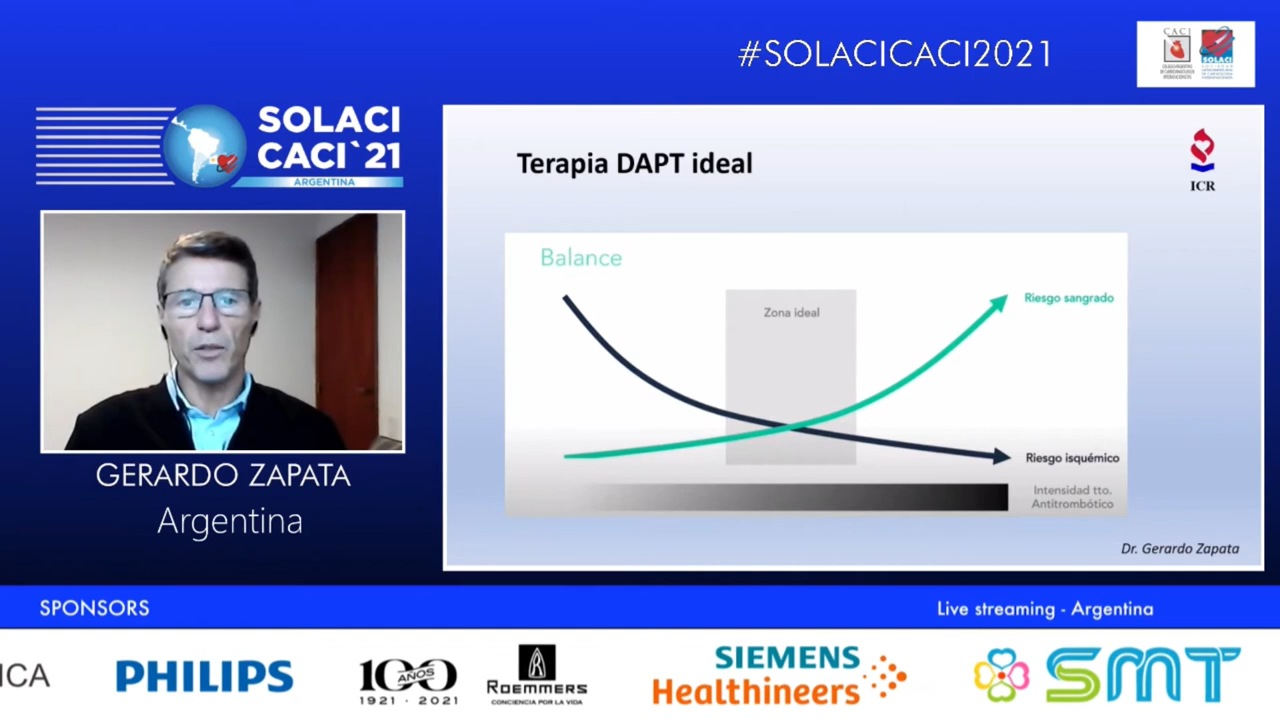 #SOLACICACI2021
CACI
SOLACI
SOLACI
CACI`21
ARGENTINA
Terapia DAPT ideal
ICR
Balance
Zona ideal
Riesgo sangrado
Riesgo isquémico
Intensidad tto.
Antitrombótico
Dr. Gerardo Zapata
GERARDO ZAPATA
Argentina
SPONSORS
Live streaming - Argentina
ICA
PHILIPS
100
AÑOS
1921 · 2021
ROEMMERS
CONCIENCIA POR LA VIDA
SIEMENS
Healthineers
SMT